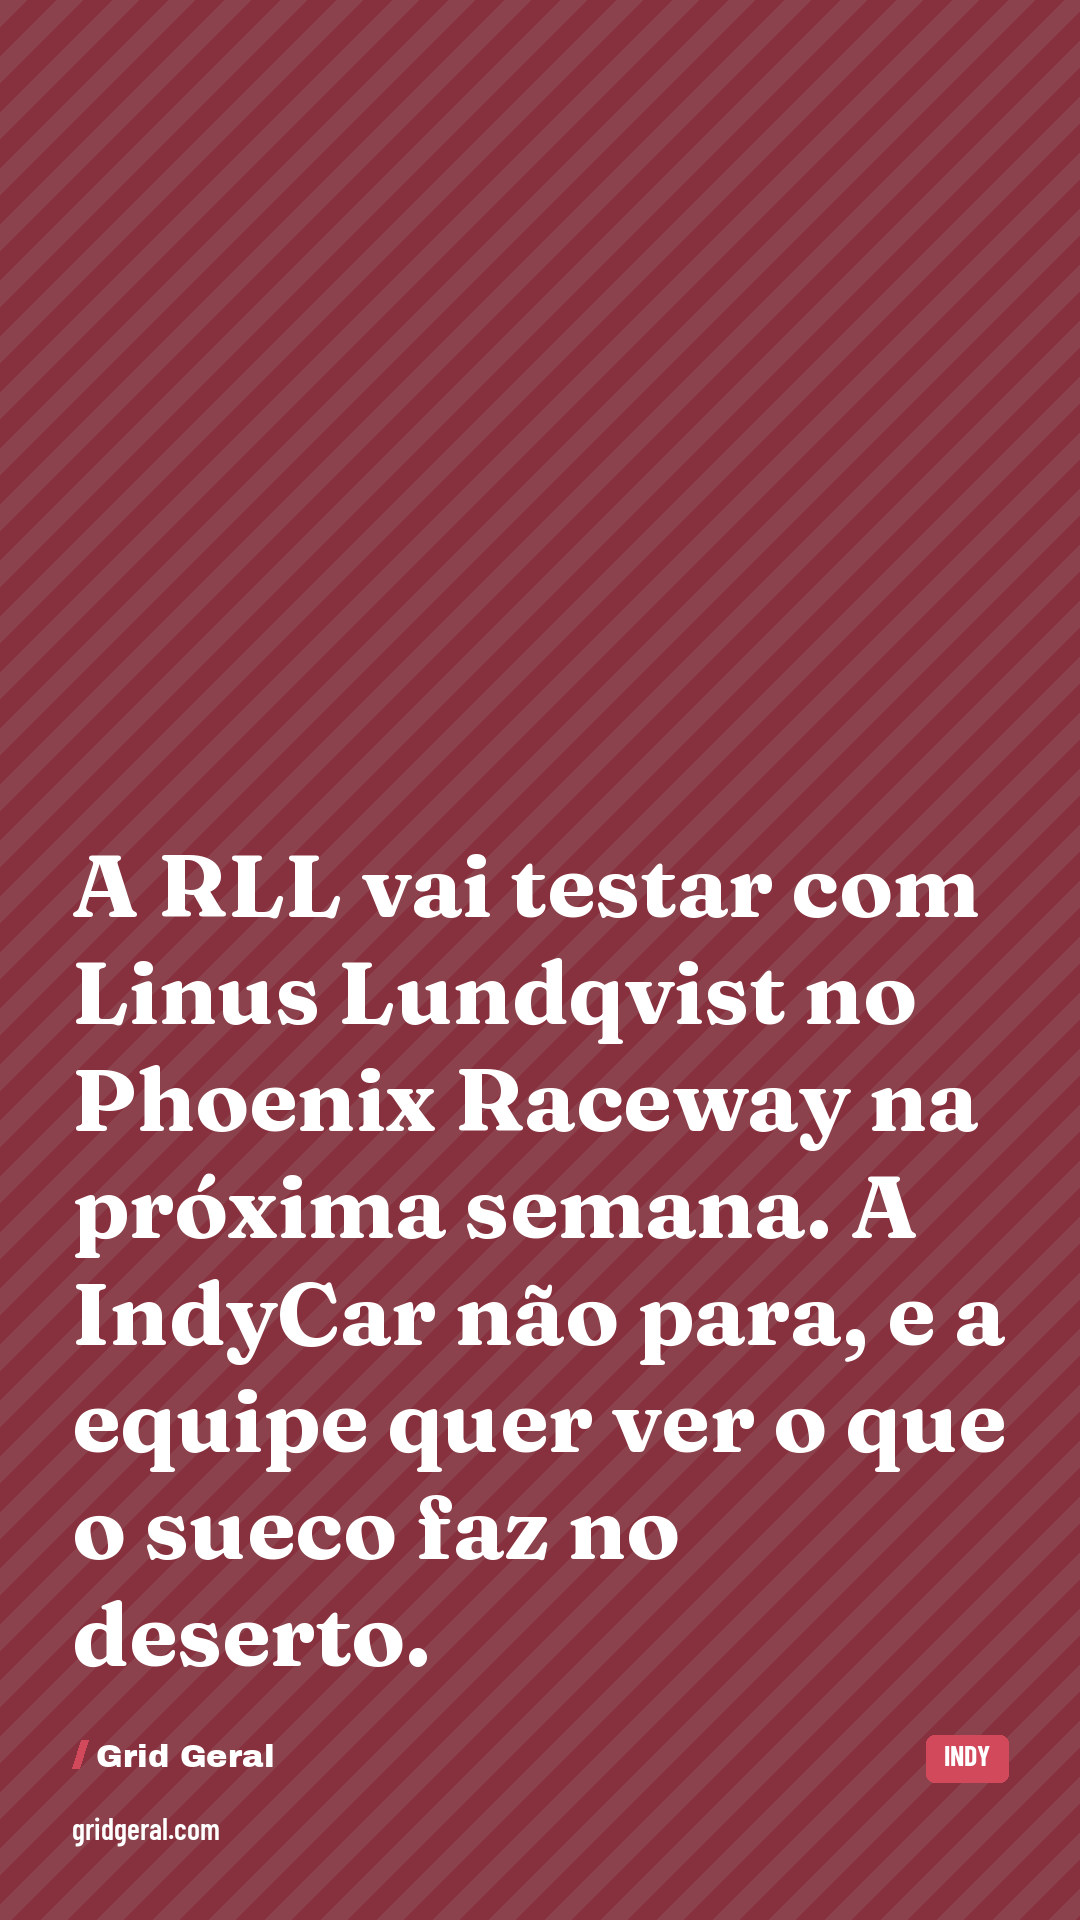 A RLL vai testar com
Linus Lundqvist no
Phoenix Raceway na
próxima semana. A
IndyCar não para, e a
equipe quer ver o que
o sueco faz no
deserto.
/ Grid Geral
INDY
gridgeral.com